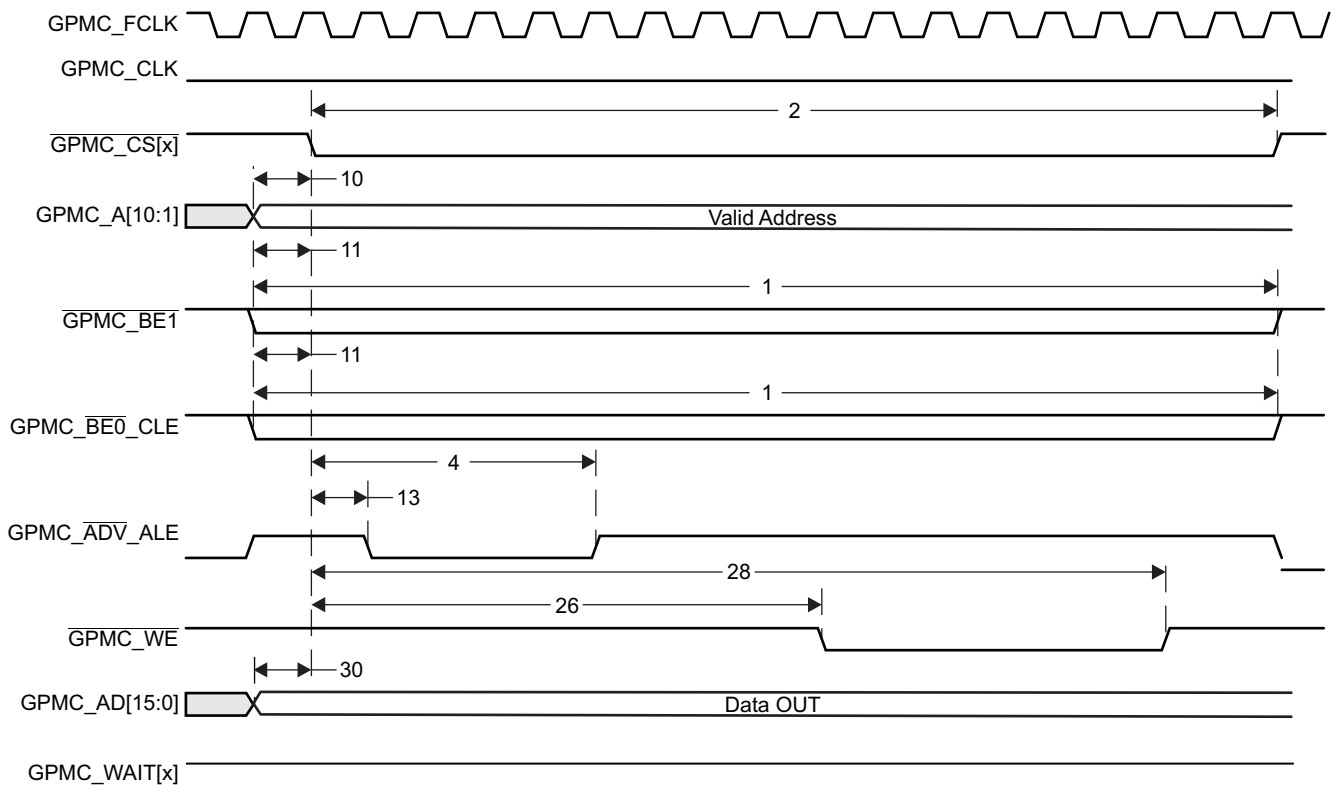 GPMC_FCLK
GPMC_CLK
2
GPMC_CS[x]
10
GPMC_A[10:1]
Valid Address
11
1
GPMC_BE1
11
1
GPMC_BE0_CLE
4
13
GPMC_ADV_ALE
28
26
GPMC_WE
30
GPMC_AD[15:0]
Data OUT
GPMC_WAIT[x]